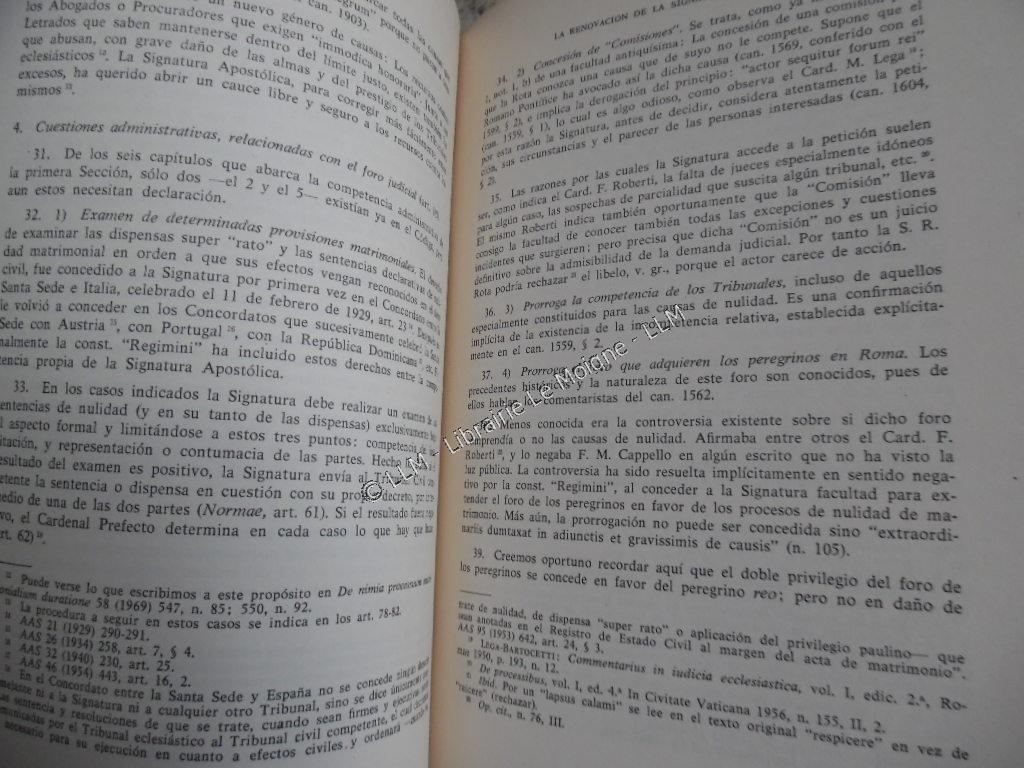 un nuevo género de causas: Los
los Abogados o Procuradores que exigen "immodica honoraria"
Letrados saben mantenerse dentro del límite justo, existen
que abusan, con grave daño de las almas y del prestigio de
eclesiásticos. La Signatura Apostólica, para corregir más
excesos, ha querido abrir un cauce libre y seguro a los recursos
mismos
4. Cuestiones administrativas, relacionadas con el foro judicial
31. De los seis capítulos que abarca la competencia administrativa de
la primera Sección, sólo dos —el 2 y el 5— existían ya en el Código,
aun estos necesitan declaración.
32. 1) Examen de determinadas provisiones matrimoniales. El
de examinar las dispensas super "rato" y las sentencias declarativas de
dad matrimonial en orden a que sus efectos vengan reconocidos en el
civil, fue concedido a la Signatura por primera vez en el Concordato
Santa Sede e Italia, celebrado el 11 de febrero de 1929, art. 23
le volvió a conceder en los Concordatos que sucesivamente celebró la Santa
Sede con Austria 25, con Portugal 26, con la República Dominicana
nalmente la const. "Regimini" ha incluido estos derechos entre la
tencia propia de la Signatura Apostólica.
33. En los casos indicados la Signatura debe realizar un examen de
sentencias de nulidad (y en su tanto de las dispensas) exclusivamente
el aspecto formal y limitándose a estos tres puntos: competencia
citación, y representación o contumacia de las partes. Hecho
resultado del examen es positivo, la Signatura envía al
petente la sentencia o dispensa en cuestión con su propio decreto, por
medio de una de las dos partes (Normae, art. 61). Si el resultado fuera
vo, el Cardenal Prefecto determina en cada caso lo que hay que hacer
art. 62)
Puede verse lo que escribimos a este propósito en De nimia processuum
monialium duratione 58 (1969) 547, n. 85; 550, n. 92.
La procedura a seguir en estos casos se indica en los art. 78-82.
AAS 21 (1929) 290-291.
AAS 26 (1934) 258, art. 7, § 4.
AAS 32 (1940) 230, art. 25.
AAS 46 (1954) 443, art. 16, 2.
En el Concordato entre la Santa Sede y España no se concede ningún
mejante ni a la Signatura ni a cualquier otro Tribunal, sino se dice únicamente
las sentencia y resoluciones de que se trate, cuando sean firmes y ejecutivas
municadas por el Tribunal eclesiástico al Tribunal civil competente, el cual
necesario para su ejecución en cuanto a efectos civiles y ordenará
LA RENOVACION DE LA
34. 2) Concesión de "Comisiones". Se trata, como ya
1, not. 1, b) de una facultad antiquísima: La concesión de una comisión
que la Rota conozca una causa que de suyo no le compete. Supone que el
Romano Pontífice ha avocado así la dicha causa (can. 1569, conferido con el
1599, § 2), e implica la derogación del principio: "actor sequitur forum rei"
(can. 1559, § 1), lo cual es algo odioso, como observa el Card. M. Lega
por esta razón la Signatura, antes de decidir, considera atentamente la peti-
ción, sus circunstancias y el parecer de las personas interesadas (can. 1604,
§ 2).
35. Las razones por las cuales la Signatura accede a la petición suelen
ser, como indica el Card. F. Roberti, la falta de jueces especialmente idóneos
para algún caso, las sospechas de parcialidad que suscita algún tribunal, etc.
El mismo Roberti indica también oportunamente que la "Comisión" lleva
consigo la facultad de conocer también todas las excepciones y cuestiones
incidentes que surgieren; pero precisa que dicha "Comisión" no es un juicio
definitivo sobre la admisibilidad de la demanda judicial. Por tanto la S. R.
Rota podría rechazar el libelo, v. gr., porque el actor carece de acción.
36. 3) Prorroga la competencia de los Tribunales, incluso de aquellos
especialmente constituidos para las causas de nulidad. Es una confirmación
implícita de la existencia de la incompetencia relativa, establecida explícita-
mente en el can. 1559, § 2.
37. 4) Prorroga que adquieren los peregrinos en Roma. Los
precedentes históricos y la naturaleza de este foro son conocidos, pues de
ellos hablan los comentaristas del can. 1562.
Menos conocida era la controversia existente sobre si dicho foro
comprendía o no las causas de nulidad. Afirmaba entre otros el Card. F.
Roberti, y lo negaba F. M. Cappello en algún escrito que no ha visto la
luz pública. La controversia ha sido resuelta implícitamente en sentido nega-
tivo por la const. "Regimini", al conceder a la Signatura facultad para ex-
tender el foro de los peregrinos en favor de los procesos de nulidad de ma-
trimonio. Más aún, la prorrogación no puede ser concedida sino "extraordi-
nariis dumtaxat in adiunctis et gravissimis de causis" (n. 105).
39. Creemos oportuno recordar aquí que el doble privilegio del foro de
los peregrinos se concede en favor del peregrino reo; pero no en daño de
trate de nulidad, de dispensa "super rato" o aplicación del privilegio paulino— que
sean anotadas en el Registro de Estado Civil al margen del acta de matrimonio".
AAS 95 (1953) 642, art. 24, § 3.
LEGA-BARTOCETTI: Commentarius in iudicia ecclesiastica, vol. I, edic. 2.ª, Ro-
mae 1950, p. 193, n. 12.
De processibus, vol. I, ed. 4.ª In Civitate Vaticana 1956, n. 155, II, 2.
Ibid. Por un "lapsus calami" se lee en el texto original "respicere" en vez de
"reicere" (rechazar).
Op. cit., n. 76, III.
© LLM - Librairie Le Moigne - LLM